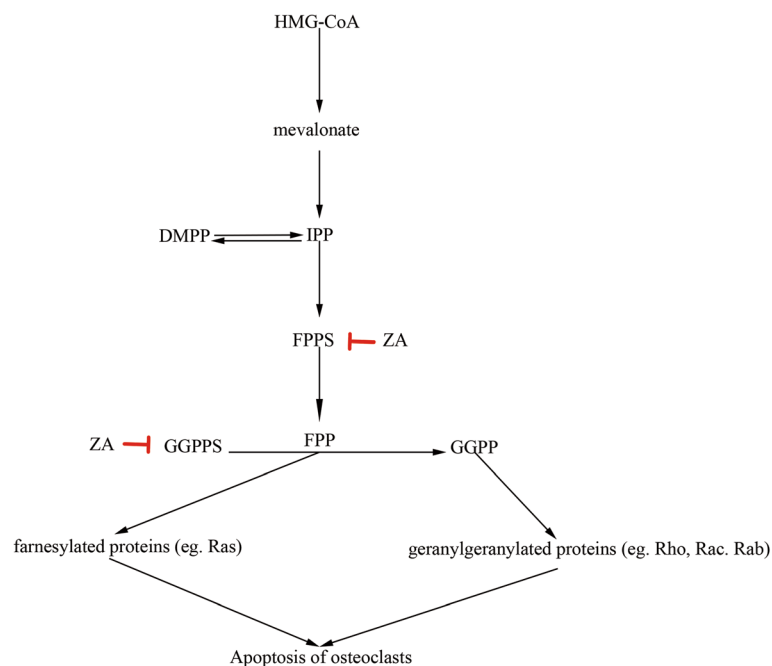 HMG-CoA
mevalonate
DMPP
IPP
FPPS
ZA
ZA
GGPPS
FPP
GGPP
farnesylated proteins (eg. Ras)
geranylgeranylated proteins (eg. Rho, Rac. Rab)
Apoptosis of osteoclasts